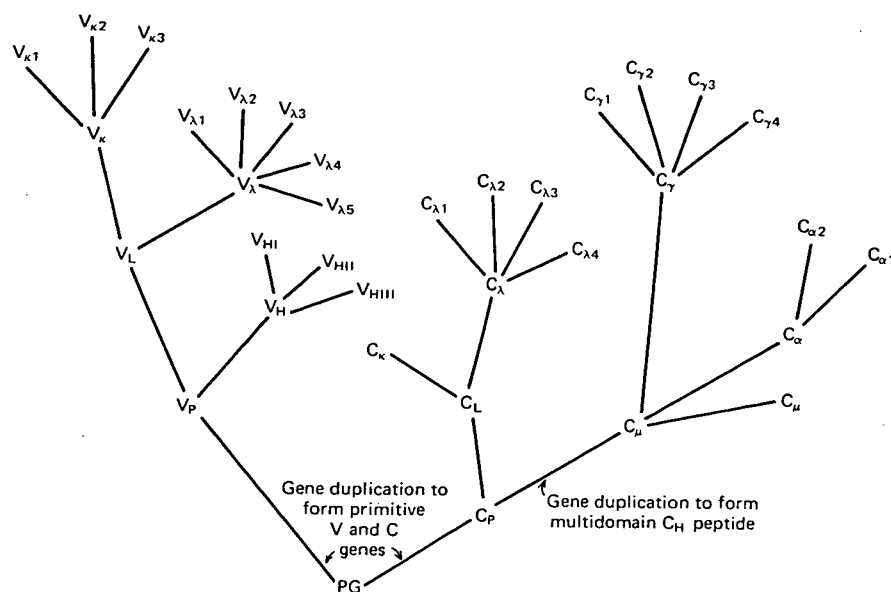 Vκ1
Vκ2
Vκ3
Vκ
Vλ1
Vλ2
Vλ3
Vλ4
Vλ5
Vλ
VL
VHI
VHII
VHIII
VH
VP
Cκ
Cλ1
Cλ2
Cλ3
Cλ4
Cλ
CL
CP
Cγ1
Cγ2
Cγ3
Cγ4
Cγ
Cα2
Cα1
Cα
Cμ
Cμ
Gene duplication to
form primitive
V and C
genes
Gene duplication to form
multidomain CH peptide
PG